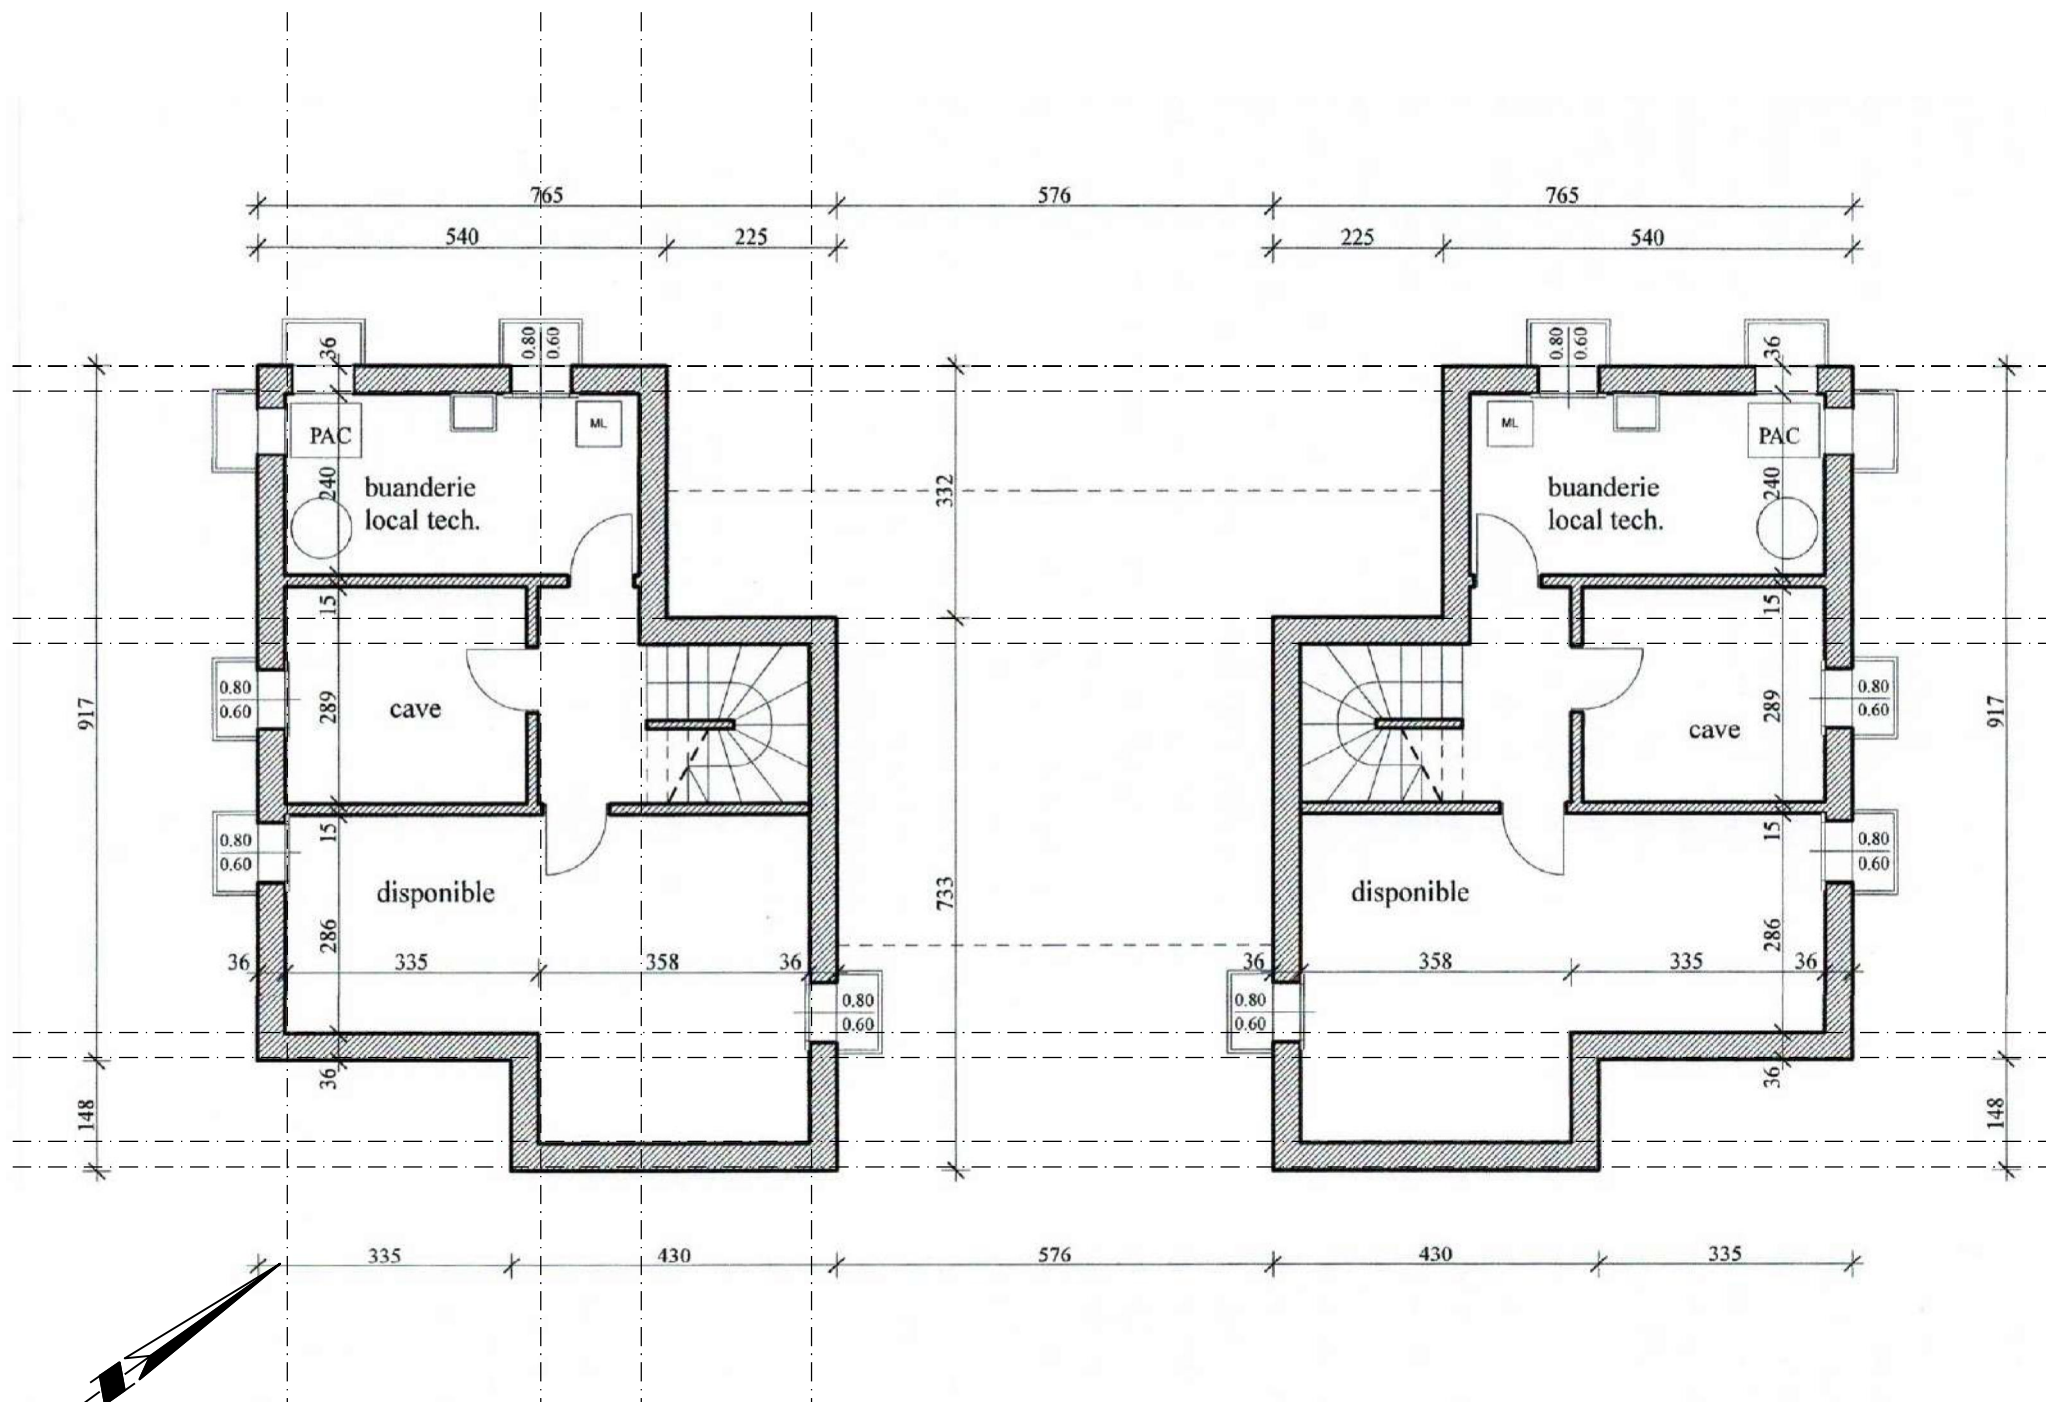 765 576 765
540 225 225 540
36 0.80 0.60 0.80 0.60 36
ML ML
PAC PAC
240 332 240
buanderie buanderie
local tech. local tech.
15 15
0.80 0.80
917 289 cave 289 cave 917
0.60 0.60
15 15
0.80 0.80
0.60 0.60
disponible 733 disponible
286 286
36 335 358 36 36 358 335 36
0.80 0.80
0.60 0.60
36 36
148 148
335 430 576 430 335